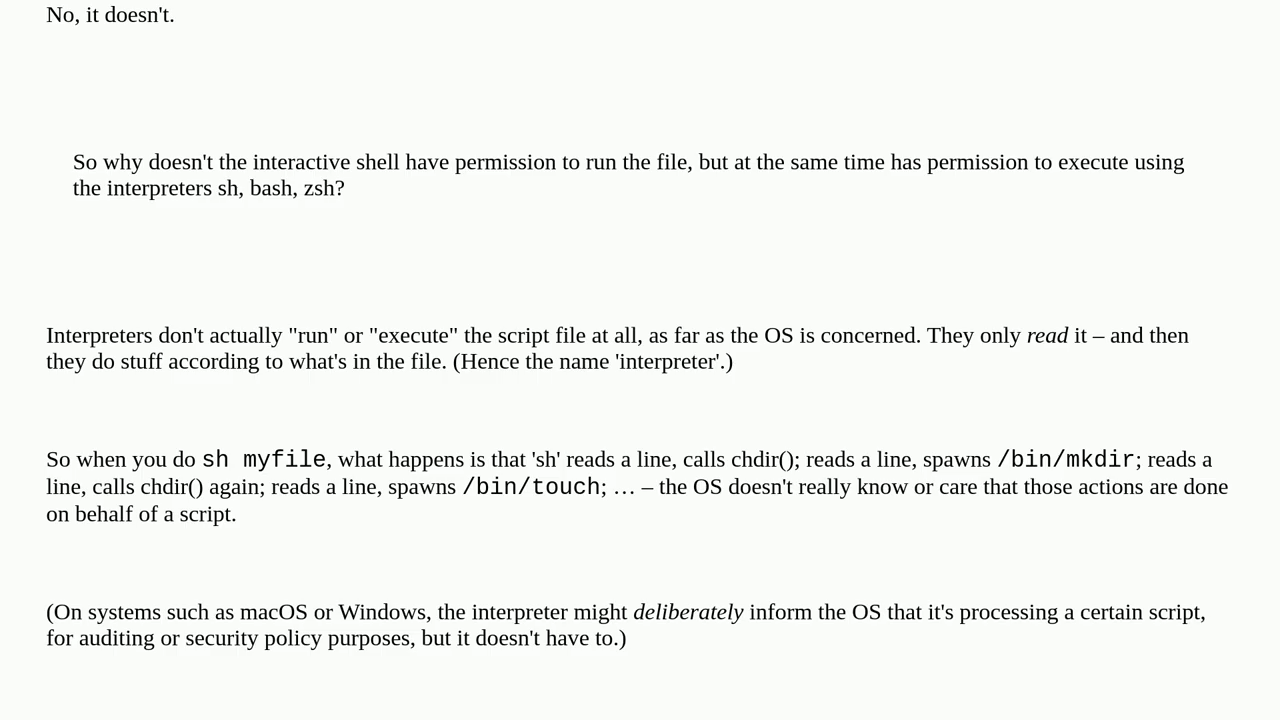 No, it doesn't.
So why doesn't the interactive shell have permission to run the file, but at the same time has permission to execute using
the interpreters sh, bash, zsh?
Interpreters don't actually "run" or "execute" the script file at all, as far as the OS is concerned. They only read it – and then
they do stuff according to what's in the file. (Hence the name 'interpreter'.)
So when you do sh myfile, what happens is that 'sh' reads a line, calls chdir(); reads a line, spawns /bin/mkdir; reads a
line, calls chdir() again; reads a line, spawns /bin/touch; … – the OS doesn't really know or care that those actions are done
on behalf of a script.
(On systems such as macOS or Windows, the interpreter might deliberately inform the OS that it's processing a certain script,
for auditing or security policy purposes, but it doesn't have to.)